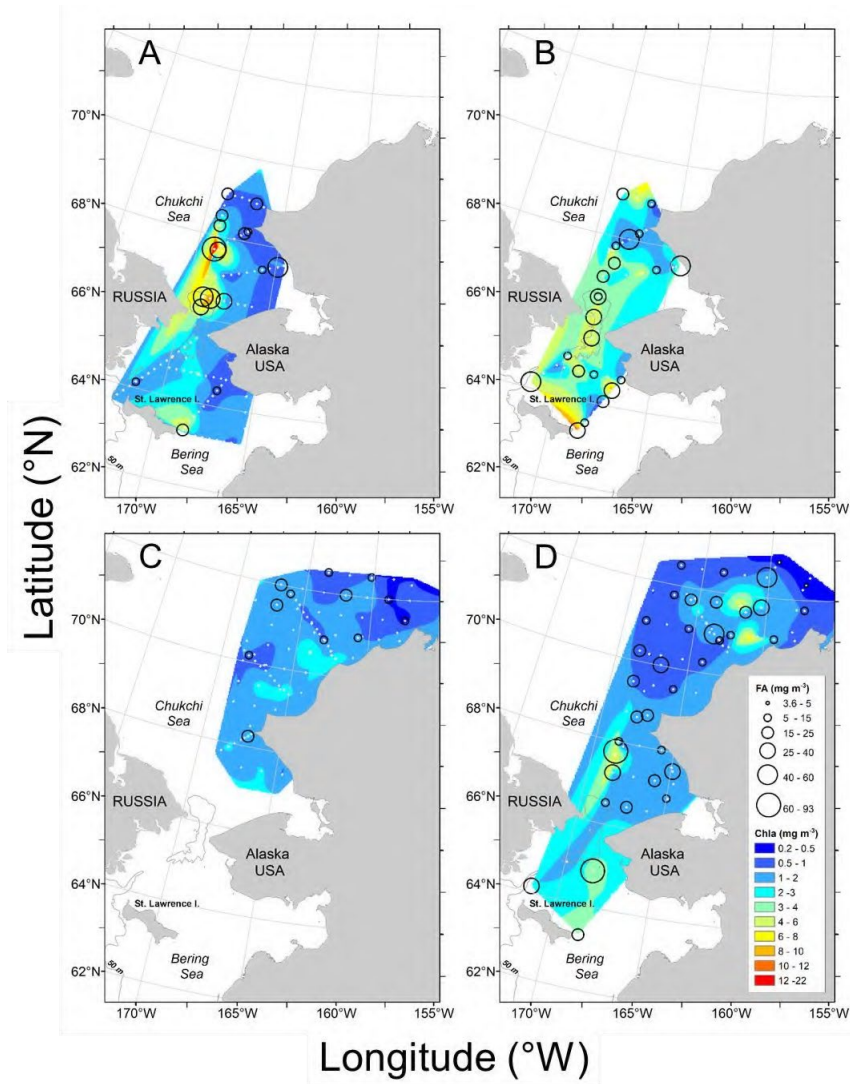 A
B
70°N
68°N
66°N
64°N
62°N
Chukchi
Sea
RUSSIA
Alaska
USA
St. Lawrence I.
Bering
Sea
50 m
170°W
165°W
160°W
155°W
70°N
68°N
66°N
64°N
62°N
Chukchi
Sea
RUSSIA
Alaska
USA
St. Lawrence I.
Bering
Sea
50 m
170°W
165°W
160°W
155°W
C
D
70°N
68°N
66°N
64°N
62°N
Chukchi
Sea
RUSSIA
Alaska
USA
St. Lawrence I.
Bering
Sea
50 m
170°W
165°W
160°W
155°W
70°N
68°N
66°N
64°N
62°N
Chukchi
Sea
RUSSIA
Alaska
USA
St. Lawrence I.
Bering
Sea
50 m
170°W
165°W
160°W
155°W
FA (mg m⁻³)
3.6 - 5
5 - 15
15 - 25
25 - 40
40 - 60
60 - 93
Chla (mg m⁻³)
0.2 - 0.5
0.5 - 1
1 - 2
2 - 3
3 - 4
4 - 6
6 - 8
8 - 10
10 - 12
12 -22
Latitude (°N)
Longitude (°W)